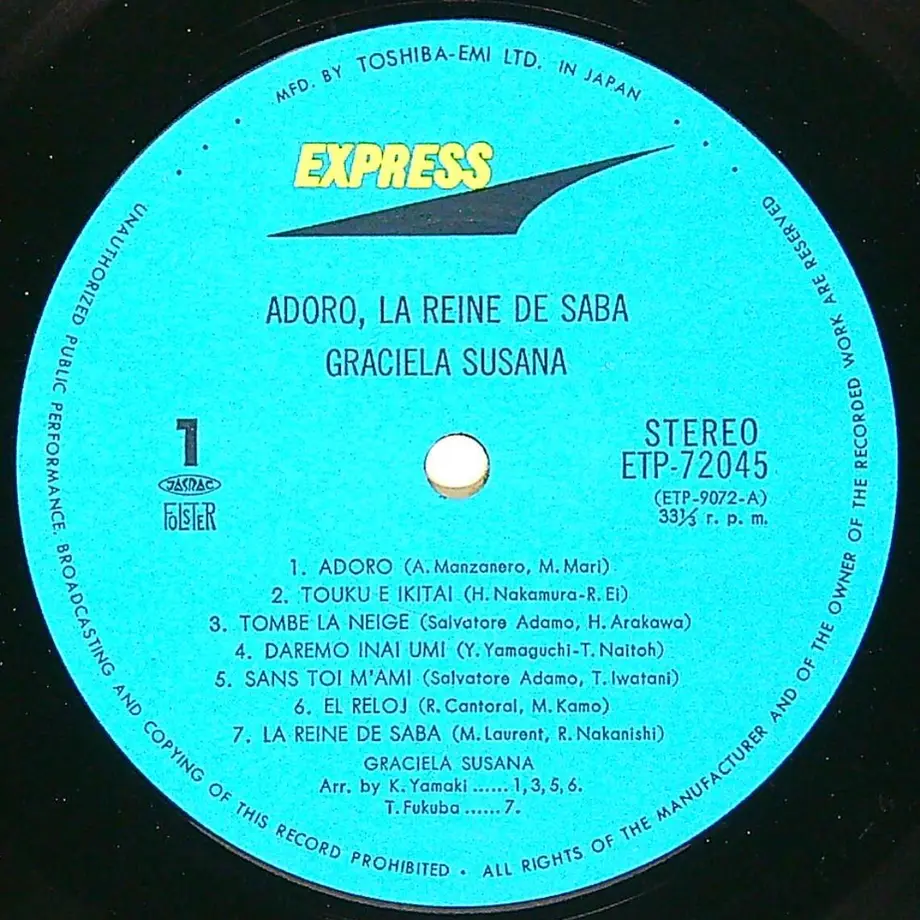 MFD. BY TOSHIBA-EMI LTD. IN JAPAN
EXPRESS
ADORO, LA REINE DE SABA
GRACIELA SUSANA
1
JASRAC
FOLSTER
STEREO
ETP-72045
(ETP-9072-A)
33⅓ r. p. m.
1. ADORO (A. Manzanero, M. Mari)
2. TOUKU E IKITAI (H. Nakamura-R. Ei)
3. TOMBE LA NEIGE (Salvatore Adamo, H. Arakawa)
4. DAREMO INAI UMI (Y. Yamaguchi-T. Naitoh)
5. SANS TOI M'AMI (Salvatore Adamo, T. Iwatani)
6. EL RELOJ (R. Cantoral, M. Kamo)
7. LA REINE DE SABA (M. Laurent, R. Nakanishi)
GRACIELA SUSANA
Arr. by K. Yamaki ...... 1, 3, 5, 6.
T. Fukuba ...... 7.
UNAUTHORIZED PUBLIC PERFORMANCE, BROADCASTING AND COPYING OF THIS RECORD PROHIBITED • ALL RIGHTS OF THE MANUFACTURER AND OF THE OWNER OF THE RECORDED WORK ARE RESERVED